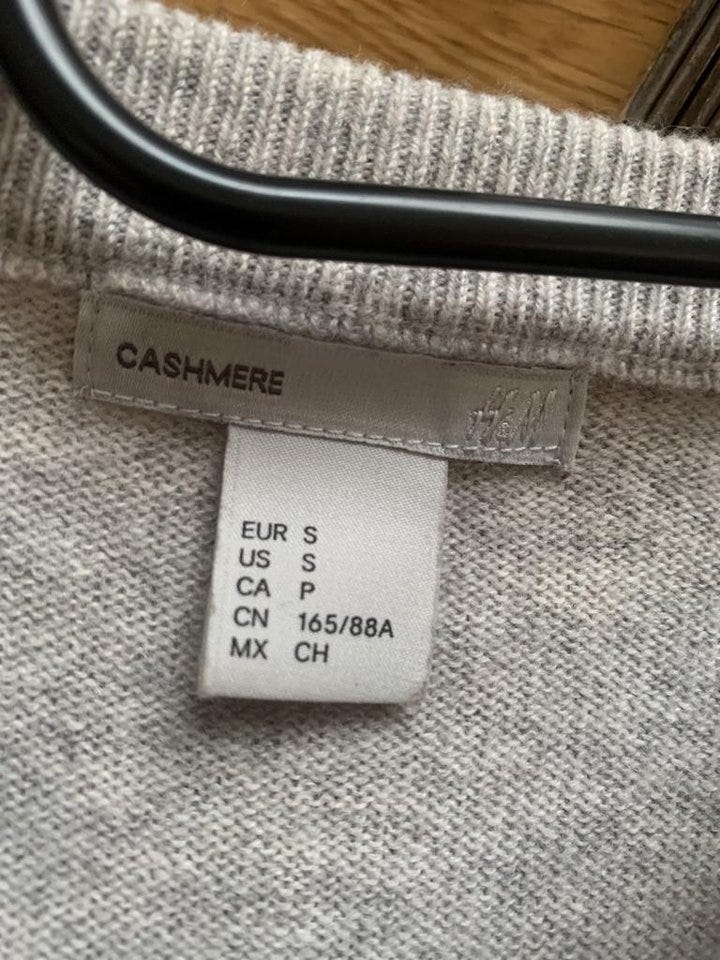 CASHMERE
H&M
EUR S
US S
CA P
CN 165/88A
MX CH